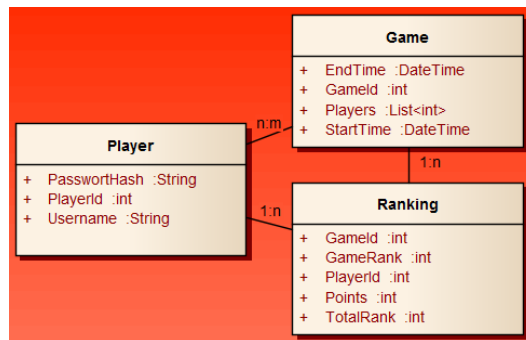 Game
+ EndTime :DateTime
+ GameId :int
+ Players :List<int>
+ StartTime :DateTime
n:m
Player
+ PasswortHash :String
+ PlayerId :int
+ Username :String
1:n
1:n
Ranking
+ GameId :int
+ GameRank :int
+ PlayerId :int
+ Points :int
+ TotalRank :int